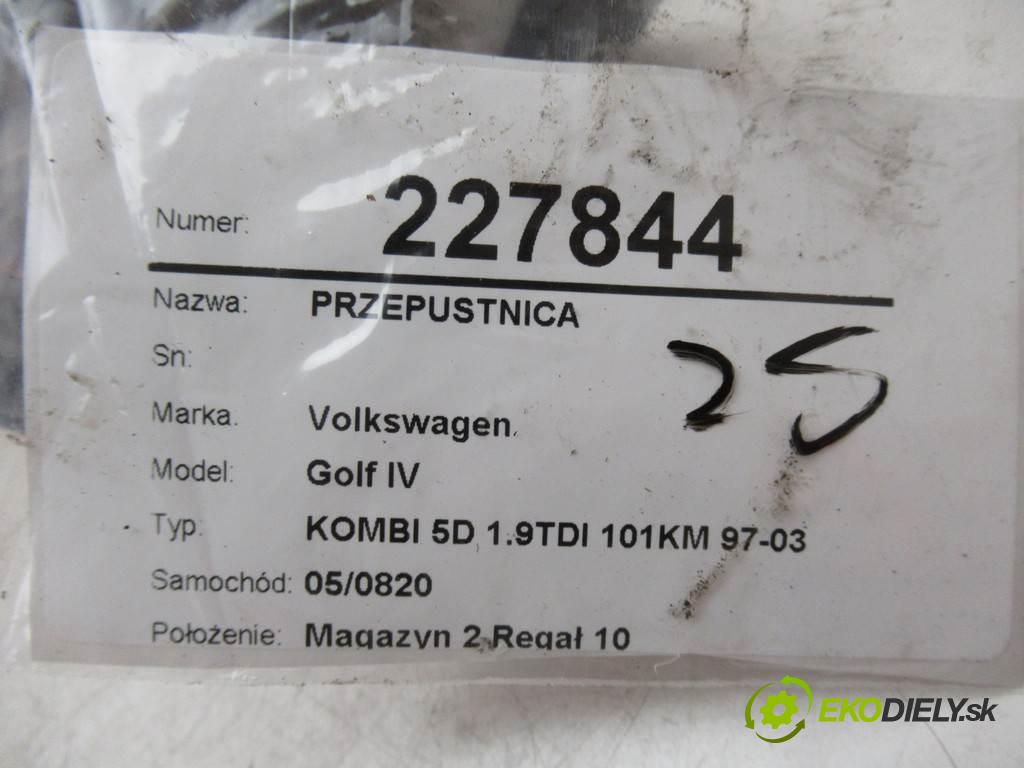 Numer: 227844
Nazwa: PRZEPUSTNICA
Sn:
25
Marka: Volkswagen
Model: Golf IV
Typ: KOMBI 5D 1.9TDI 101KM 97-03
Samochód: 05/0820
Położenie: Magazyn 2 Regał 10
EKODIELY.sk